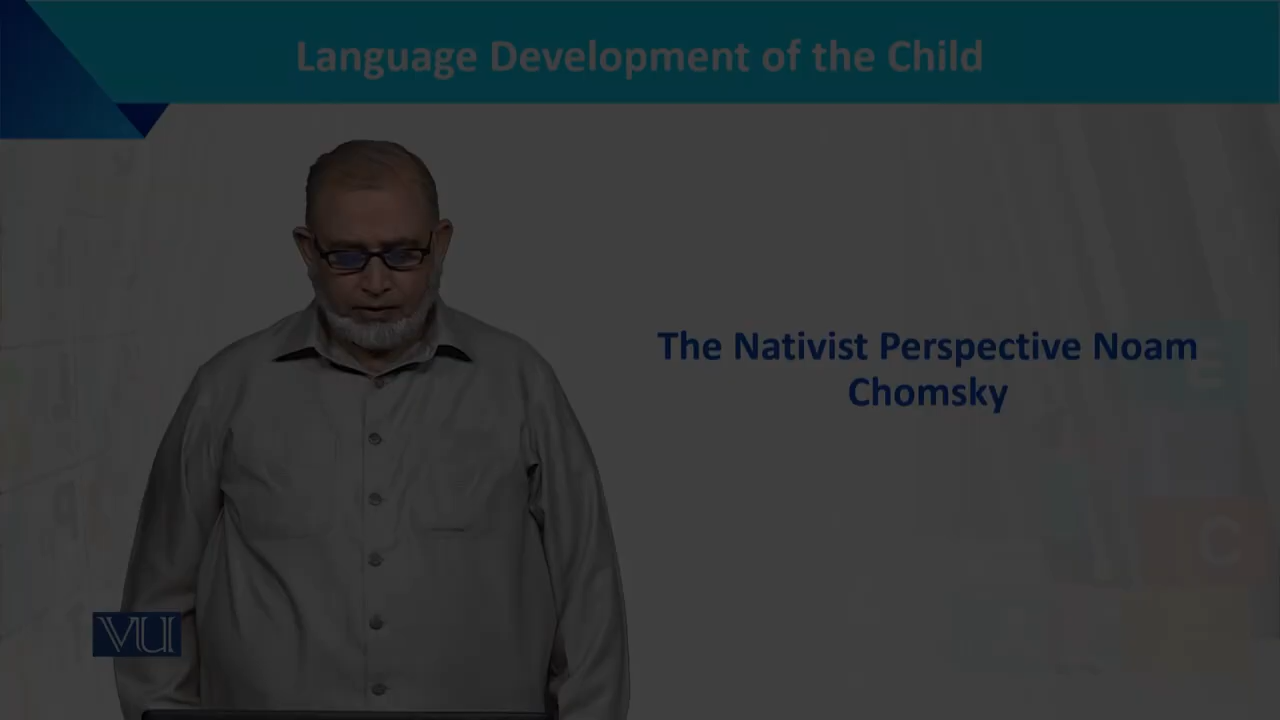 Language Development of the Child
The Nativist Perspective Noam
Chomsky
E
C
VU